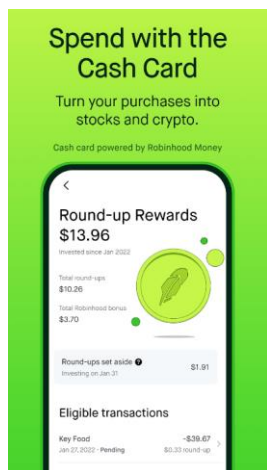 Spend with the
Cash Card
Turn your purchases into
stocks and crypto.
Cash card powered by Robinhood Money
Round-up Rewards
$13.96
Invested since Jan 2022
Total round-ups
$10.26
Total Robinhood bonus
$3.70
Round-ups set aside
$1.91
Investing on Jan 31
Eligible transactions
Key Food
-$39.67
Jan 27, 2022 · Pending
$0.33 round-up